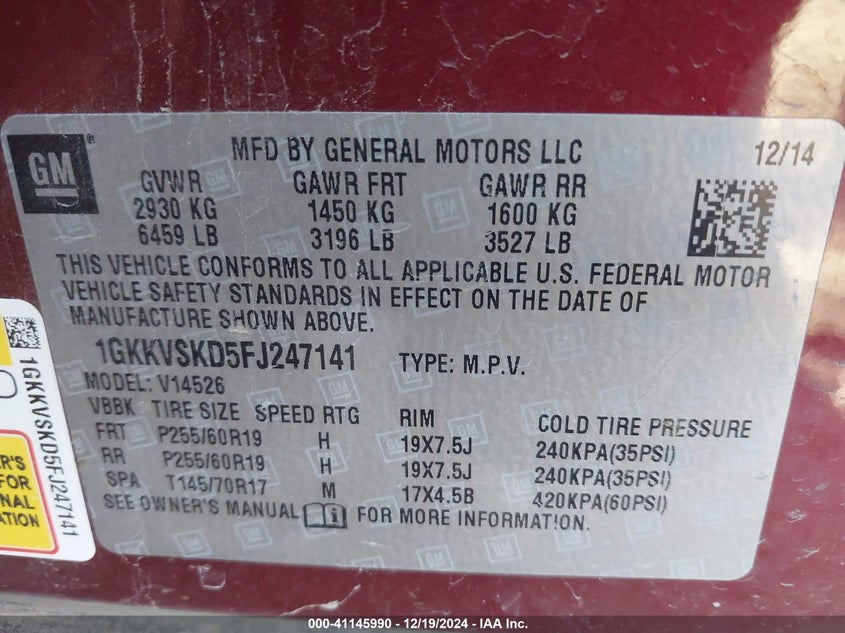 GM
MFD BY GENERAL MOTORS LLC 12/14
GVWR GAWR FRT GAWR RR
2930 KG 1450 KG 1600 KG
6459 LB 3196 LB 3527 LB
THIS VEHICLE CONFORMS TO ALL APPLICABLE U.S. FEDERAL MOTOR
VEHICLE SAFETY STANDARDS IN EFFECT ON THE DATE OF
MANUFACTURE SHOWN ABOVE.
1GKKVSKD5FJ247141 TYPE: M.P.V.
MODEL: V14526
VBBK TIRE SIZE SPEED RTG RIM COLD TIRE PRESSURE
FRT P255/60R19 H 19X7.5J 240KPA(35PSI)
RR P255/60R19 H 19X7.5J 240KPA(35PSI)
SPA T145/70R17 M 17X4.5B 420KPA(60PSI)
SEE OWNER'S MANUAL FOR MORE INFORMATION.
1GKKVSKD5FJ247141
ER'S
FOR
NAL
ATION
000-41145990 - 12/19/2024 - IAA Inc.